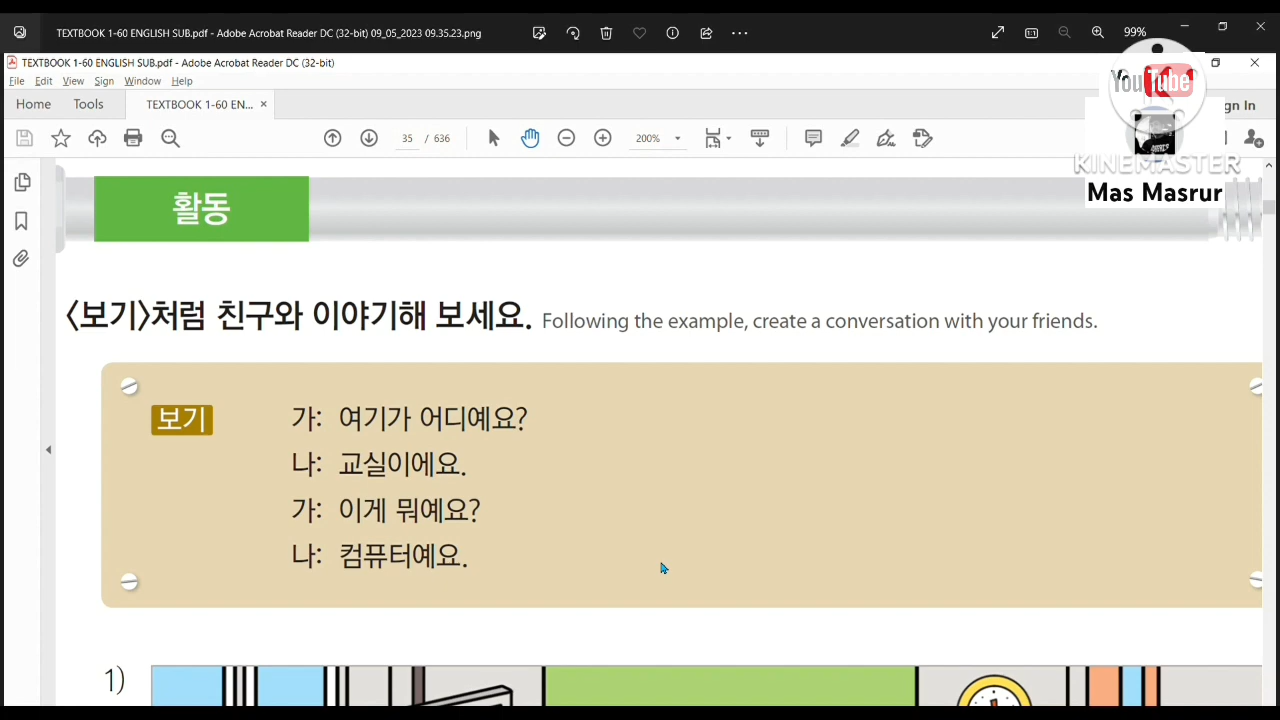 TEXTBOOK 1-60 ENGLISH SUB.pdf - Adobe Acrobat Reader DC (32-bit) 09_05_2023 09.35.23.png
99%
TEXTBOOK 1-60 ENGLISH SUB.pdf - Adobe Acrobat Reader DC (32-bit)
File Edit View Sign Window Help
YouTube
Home Tools TEXTBOOK 1-60 EN... × gn In
35 / 636 200%
KINEMASTER
Mas Masrur
활동
〈보기〉처럼 친구와 이야기해 보세요. Following the example, create a conversation with your friends.
보기 가: 여기가 어디예요?
나: 교실이에요.
가: 이게 뭐예요?
나: 컴퓨터예요.
1)